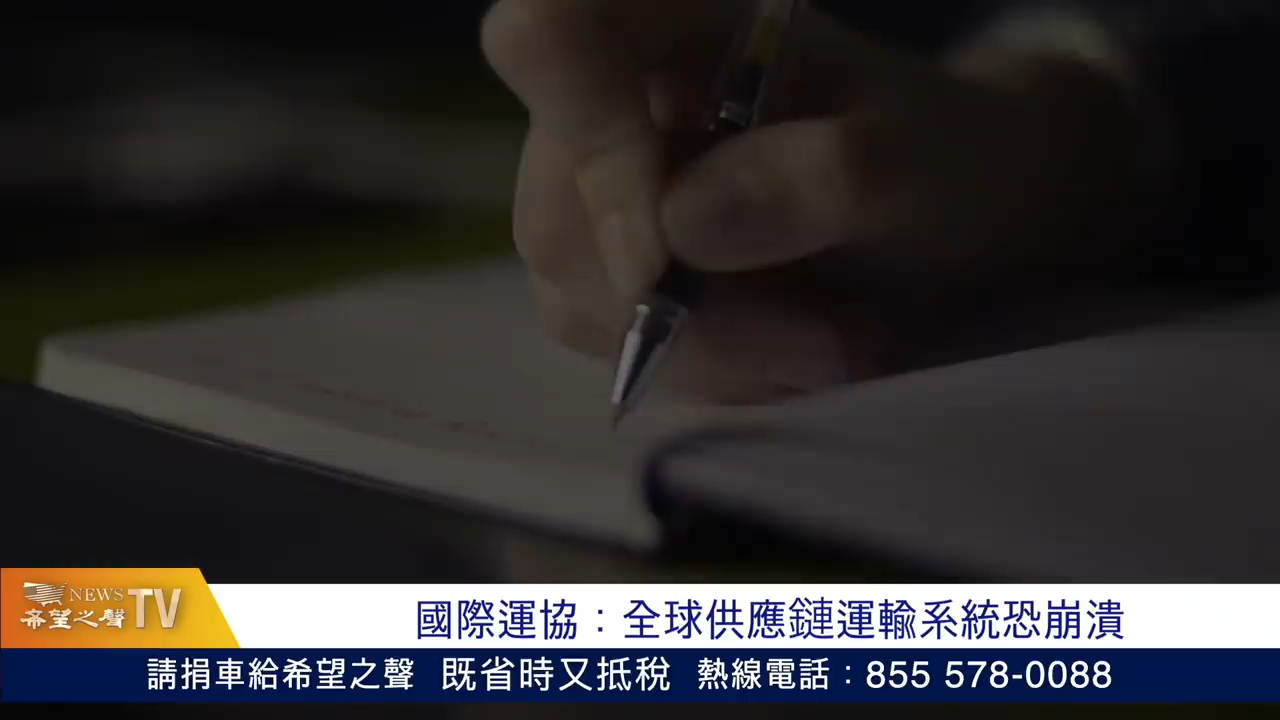 NEWS
希望之聲 TV
國際運協：全球供應鏈運輸系統恐崩潰
請捐車給希望之聲 既省時又抵稅 熱線電話：855 578-0088